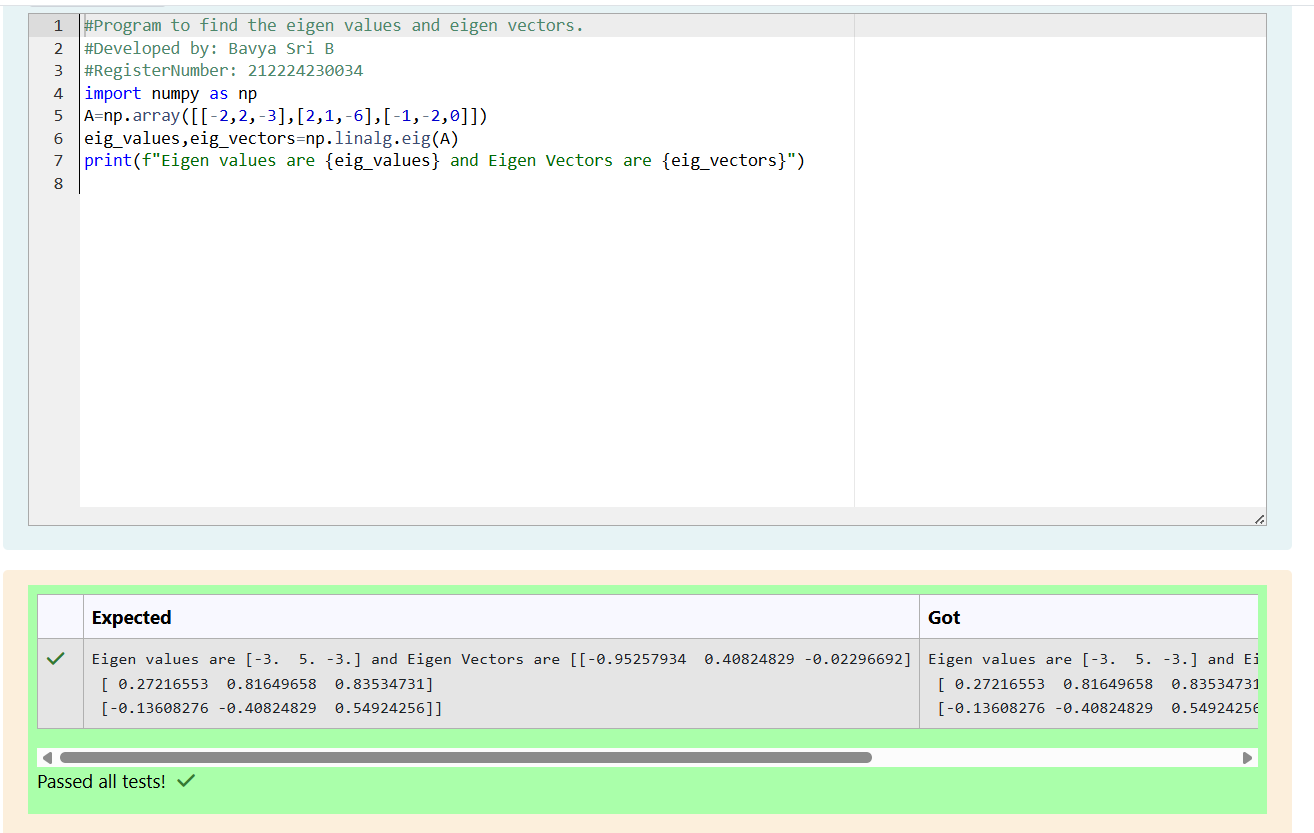 1 #Program to find the eigen values and eigen vectors.
2 #Developed by: Bavya Sri B
3 #RegisterNumber: 212224230034
4 import numpy as np
5 A=np.array([[-2,2,-3],[2,1,-6],[-1,-2,0]])
6 eig_values,eig_vectors=np.linalg.eig(A)
7 print(f"Eigen values are {eig_values} and Eigen Vectors are {eig_vectors}")
8
Expected Got
Eigen values are [-3.  5. -3.] and Eigen Vectors are [[-0.95257934  0.40824829 -0.02296692] Eigen values are [-3.  5. -3.] and Ei
[ 0.27216553  0.81649658  0.83534731] [ 0.27216553  0.81649658  0.83534731
[-0.13608276 -0.40824829  0.54924256]] [-0.13608276 -0.40824829  0.54924256
Passed all tests!